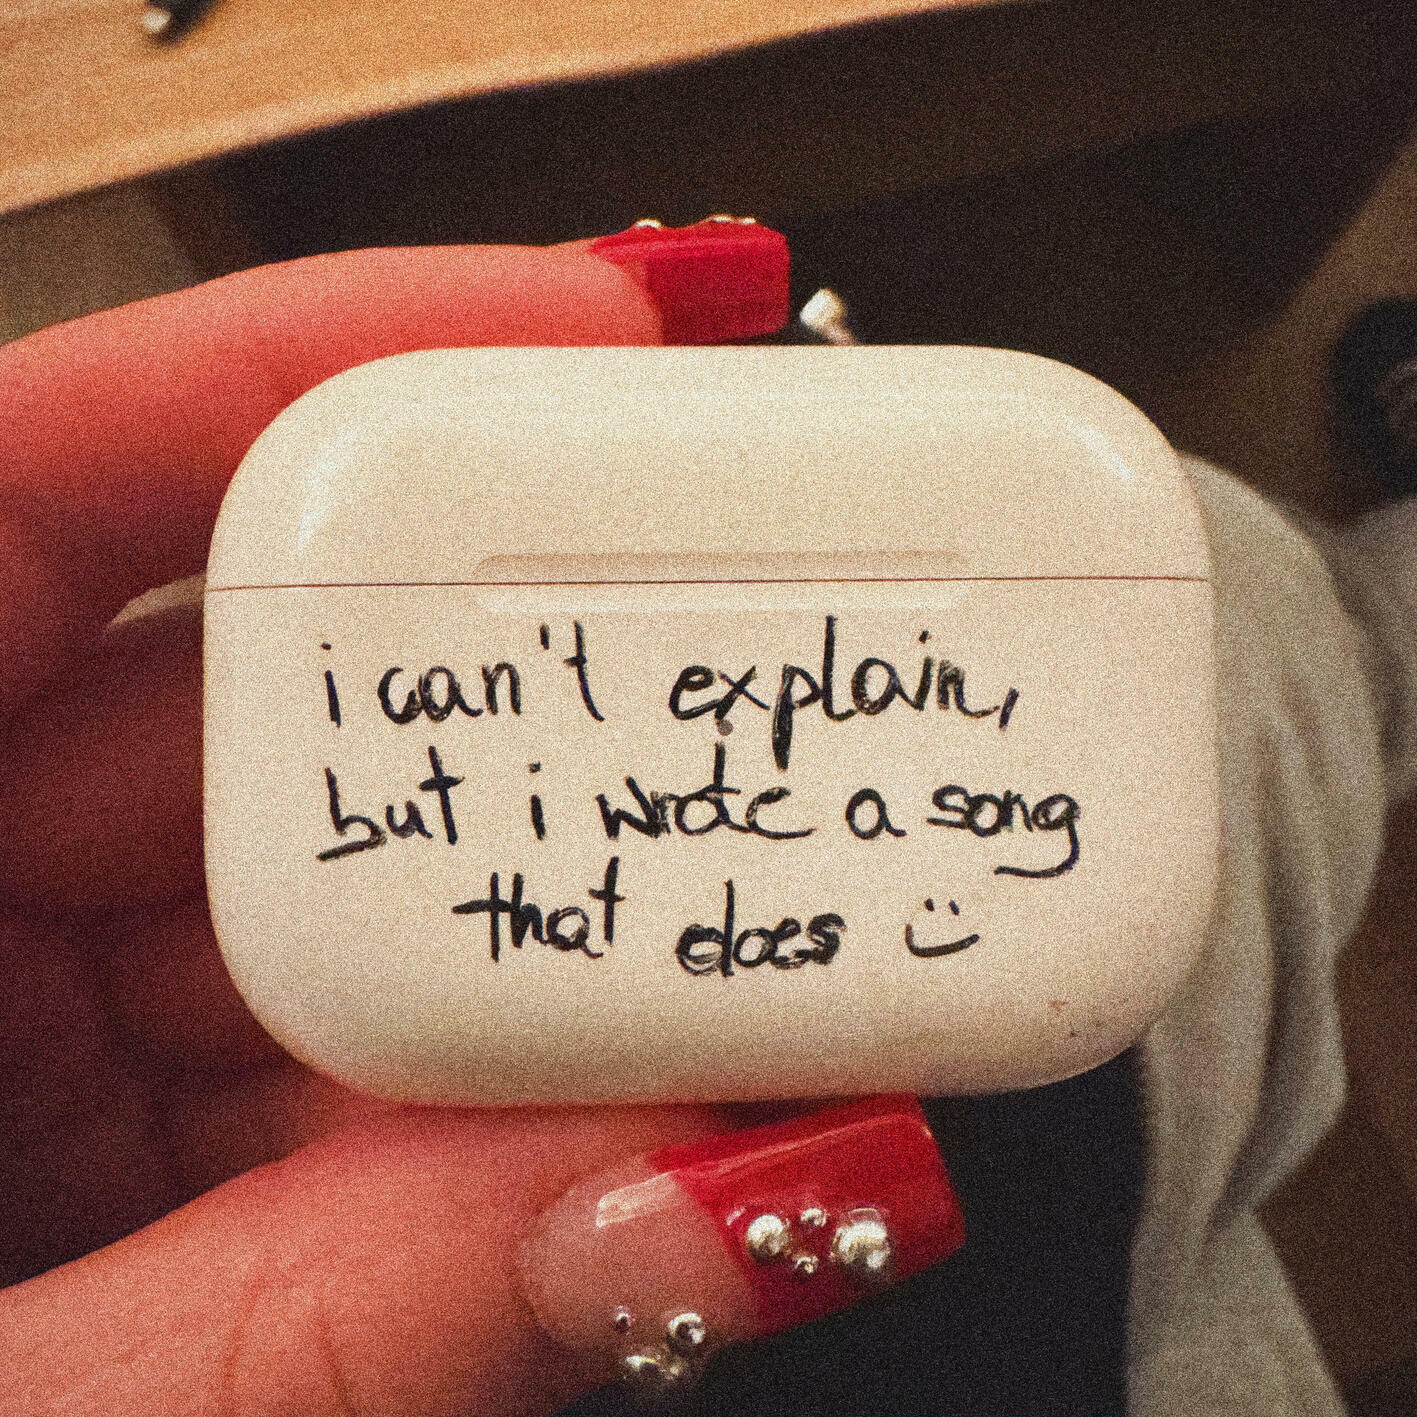 i can't explain,
but i wrote a song
that does :)